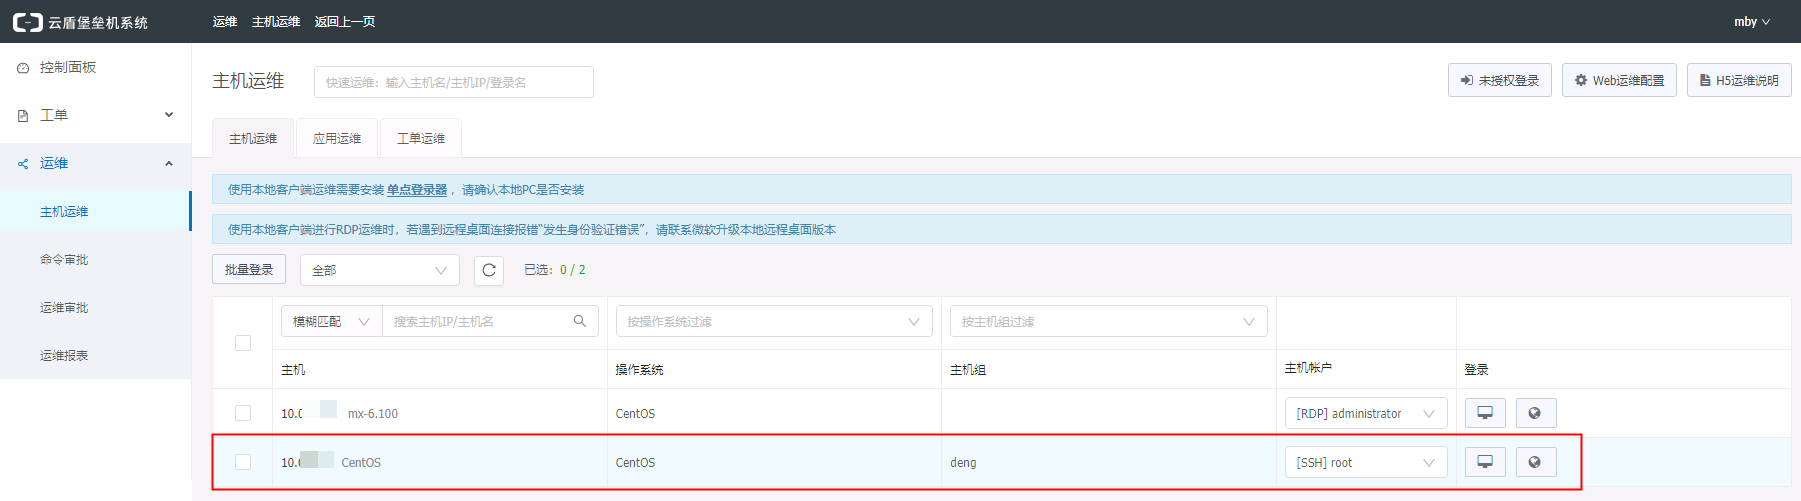 云盾堡垒机系统 运维 主机运维 返回上一页 mby
控制面板
工单
运维
主机运维
命令审批
运维审批
运维报表
主机运维 快速运维：输入主机名/主机IP/登录名 未授权登录 Web运维配置 H5运维说明
主机运维 应用运维 工单运维
使用本地客户端运维需要安装 单点登录器 ，请确认本地PC是否安装
使用本地客户端进行RDP运维时，若遇到远程桌面连接报错“发生身份验证错误”，请联系微软升级本地远程桌面版本
批量登录 全部 已选：0 / 2
模糊匹配 搜索主机IP/主机名 按操作系统过滤 按主机组过滤
主机 操作系统 主机组 主机帐户 登录
10. mx-6.100 CentOS [RDP] administrator
10. CentOS CentOS deng [SSH] root